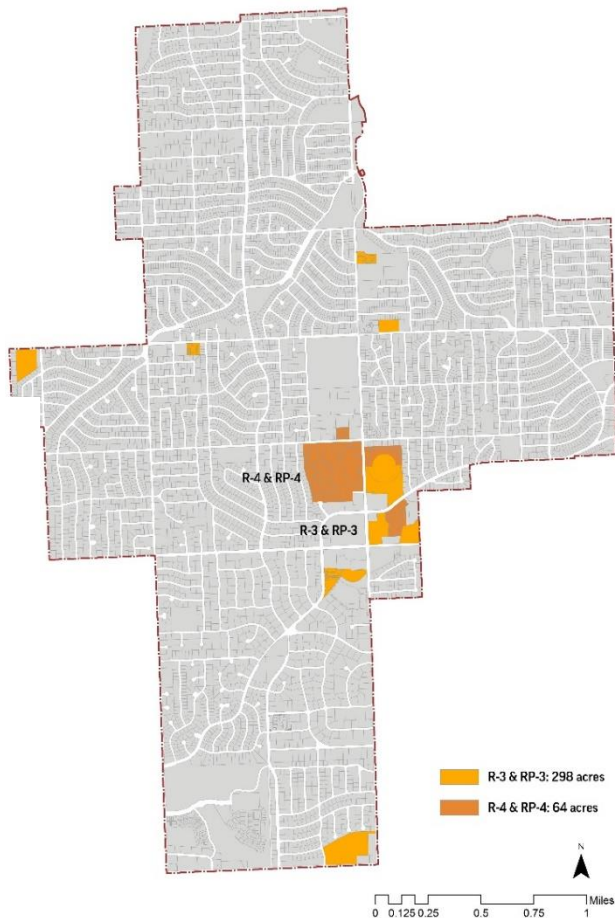 R-4 & RP-4
R-3 & RP-3
R-3 & RP-3: 298 acres
R-4 & RP-4: 64 acres
N
Miles
0 0.125 0.25 0.5 0.75 1